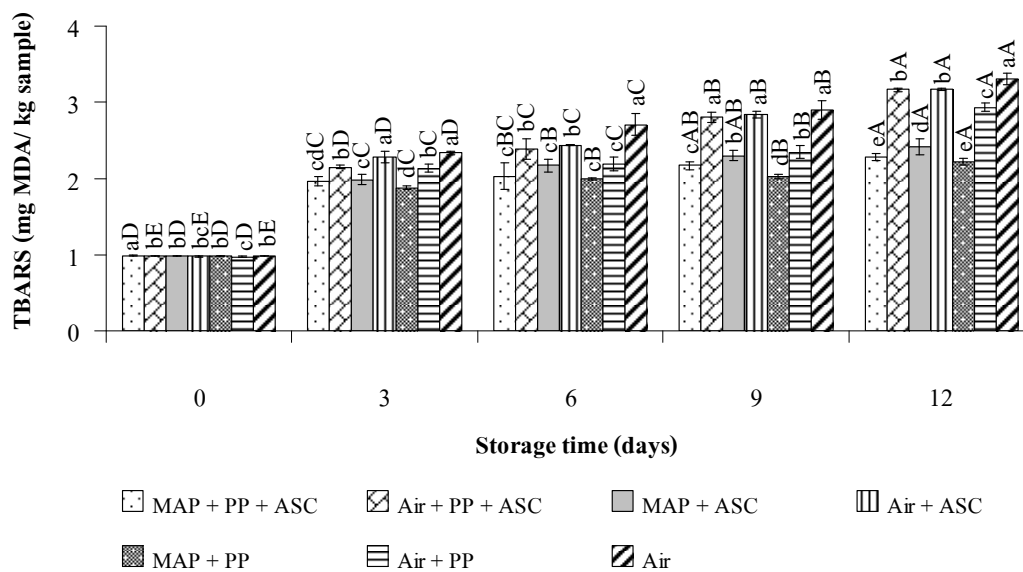 TBARS (mg MDA/ kg sample)
4
3
2
1
0
aD bE bD bcE bD cD bE
cdC bD cC aD dC bC aD
cBC bC cB bC cB cC aC
cAB aB bAB aB dB bB aB
eA bA dA bA eA cA aA
0 3 6 9 12
Storage time (days)
MAP + PP + ASC Air + PP + ASC MAP + ASC Air + ASC
MAP + PP Air + PP Air